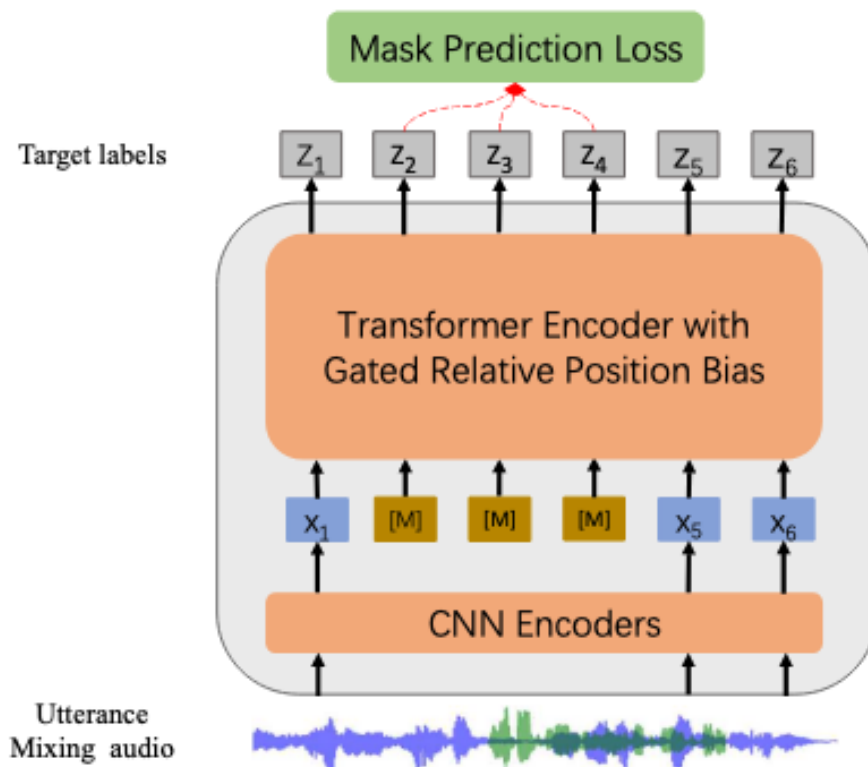 Mask Prediction Loss
Target labels
Z₁ Z₂ Z₃ Z₄ Z₅ Z₆
Transformer Encoder with
Gated Relative Position Bias
x₁ [M] [M] [M] x₅ x₆
CNN Encoders
Utterance
Mixing audio